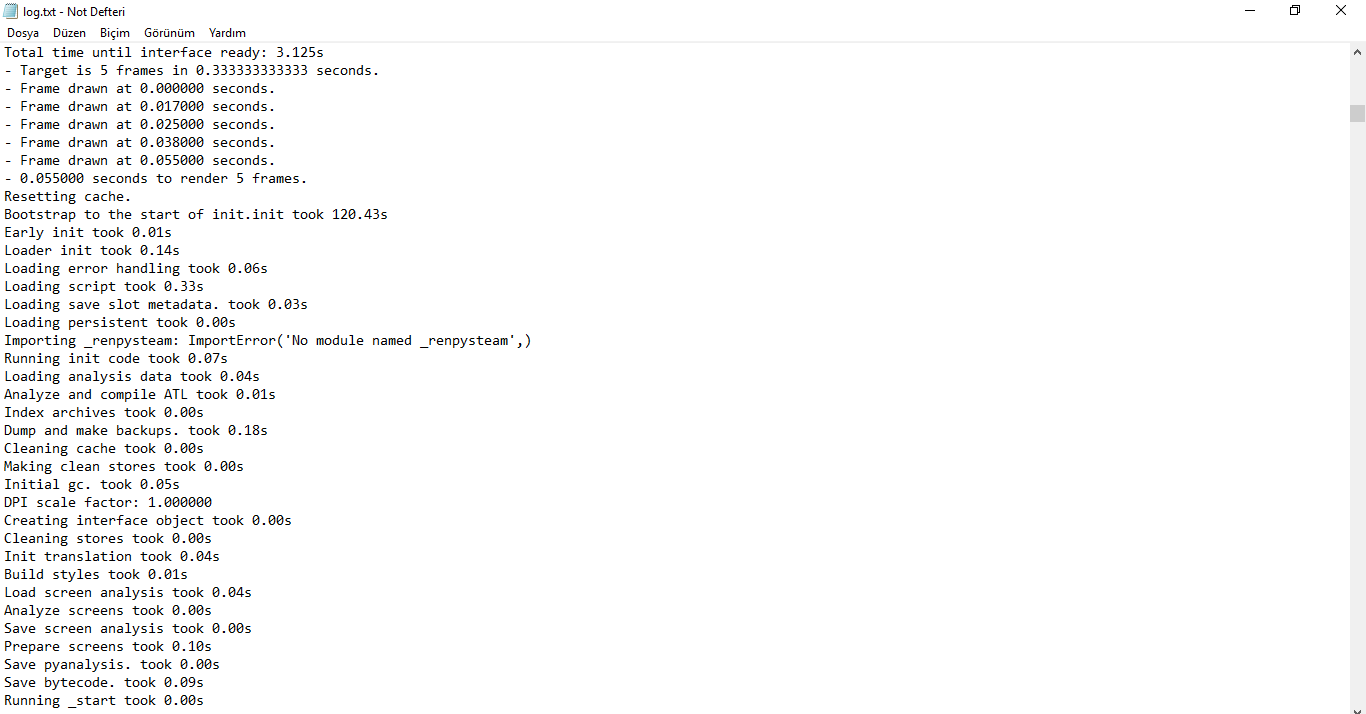 log.txt - Not Defteri
Dosya Düzen Biçim Görünüm Yardım
Total time until interface ready: 3.125s
- Target is 5 frames in 0.333333333333 seconds.
- Frame drawn at 0.000000 seconds.
- Frame drawn at 0.017000 seconds.
- Frame drawn at 0.025000 seconds.
- Frame drawn at 0.038000 seconds.
- Frame drawn at 0.055000 seconds.
- 0.055000 seconds to render 5 frames.
Resetting cache.
Bootstrap to the start of init.init took 120.43s
Early init took 0.01s
Loader init took 0.14s
Loading error handling took 0.06s
Loading script took 0.33s
Loading save slot metadata. took 0.03s
Loading persistent took 0.00s
Importing _renpysteam: ImportError('No module named _renpysteam',)
Running init code took 0.07s
Loading analysis data took 0.04s
Analyze and compile ATL took 0.01s
Index archives took 0.00s
Dump and make backups. took 0.18s
Cleaning cache took 0.00s
Making clean stores took 0.00s
Initial gc. took 0.05s
DPI scale factor: 1.000000
Creating interface object took 0.00s
Cleaning stores took 0.00s
Init translation took 0.04s
Build styles took 0.01s
Load screen analysis took 0.04s
Analyze screens took 0.00s
Save screen analysis took 0.00s
Prepare screens took 0.10s
Save pyanalysis. took 0.00s
Save bytecode. took 0.09s
Running _start took 0.00s